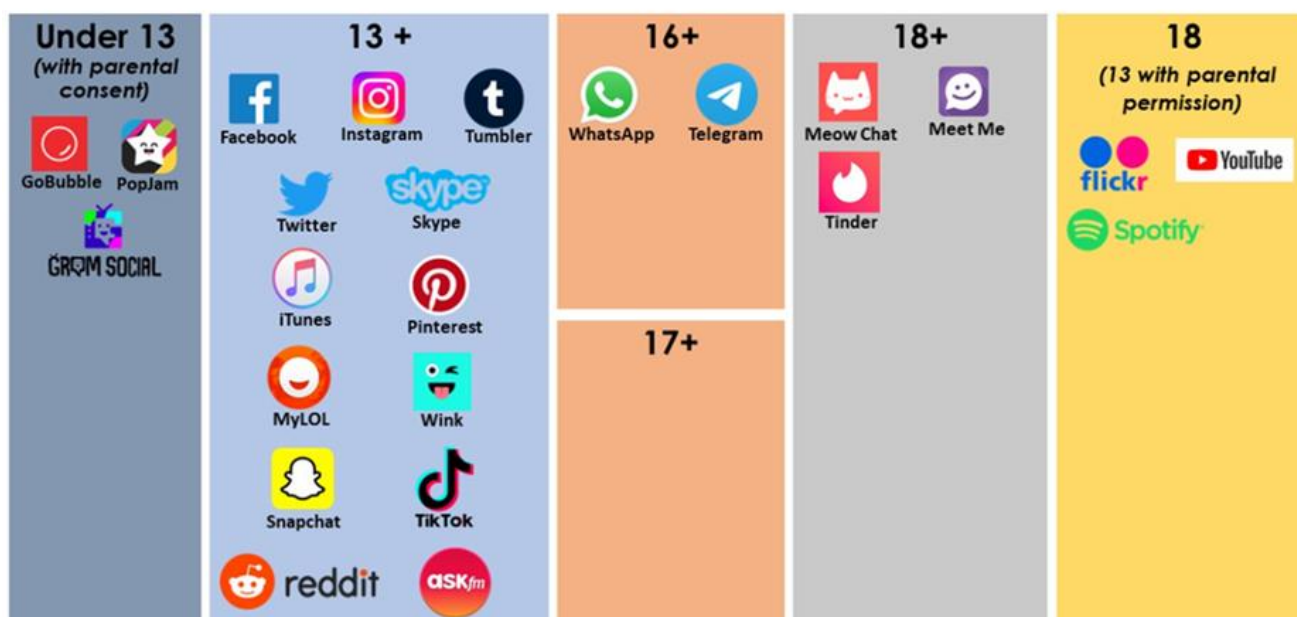 Under 13
(with parental
consent)
GoBubble PopJam
GROM SOCIAL
13 +
Facebook Instagram Tumbler
Twitter skype
Skype
iTunes Pinterest
MyLOL Wink
Snapchat TikTok
reddit ASKfm
16+
WhatsApp Telegram
17+
18+
Meow Chat Meet Me
Tinder
18
(13 with parental
permission)
flickr YouTube
Spotify